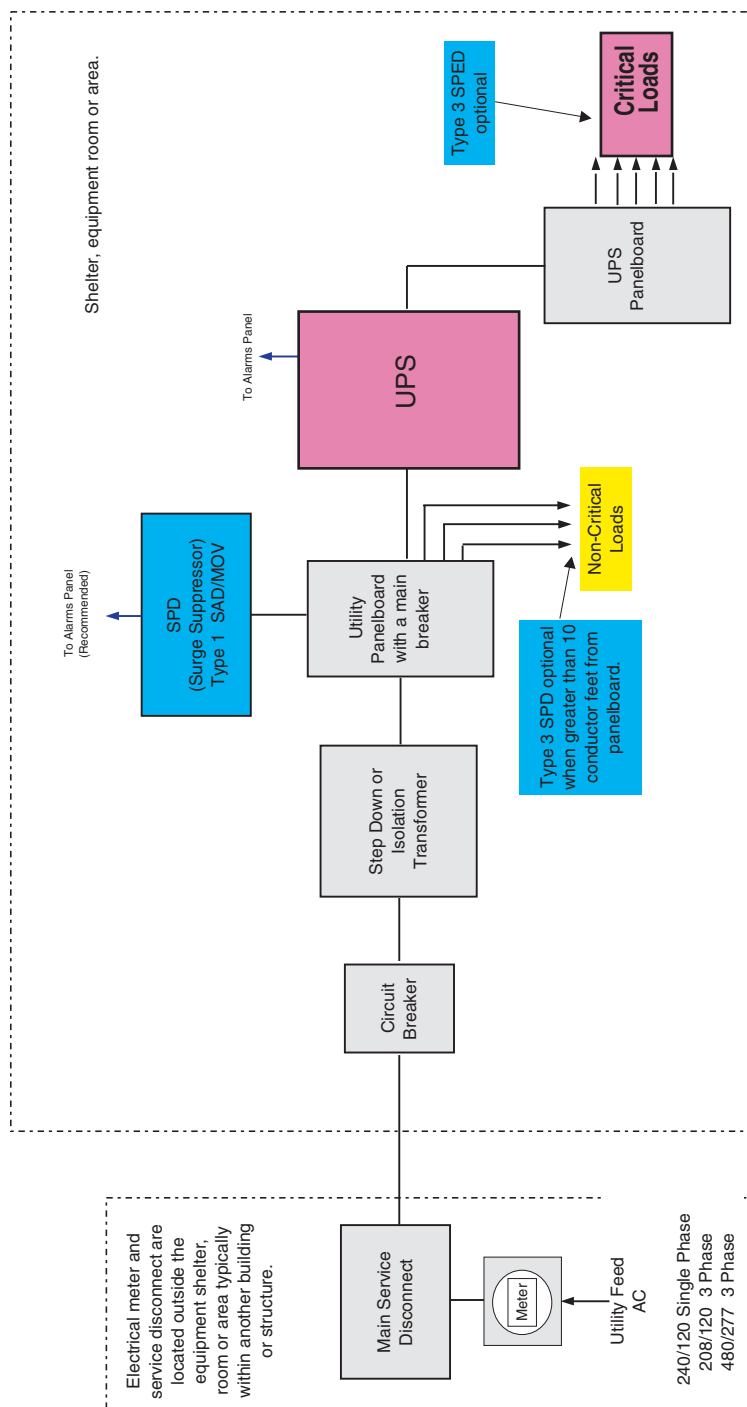 Electrical meter and
service disconnect are
located outside the
equipment shelter,
room or area typically
within another building
or structure.
Main Service
Disconnect
Meter
Utility Feed
AC
240/120 Single Phase
208/120  3 Phase
480/277  3 Phase
Shelter, equipment room or area.
Circuit
Breaker
Step Down or
Isolation
Transformer
To Alarms Panel
(Recommended)
SPD
(Surge Suppressor)
Type 1  SAD/MOV
Utility
Panelboard
with a main
breaker
Type 3 SPD optional
when greater than 10
conductor feet from
panelboard.
Non-Critical
Loads
To Alarms Panel
UPS
UPS
Panelboard
Type 3 SPED
optional
Critical
Loads